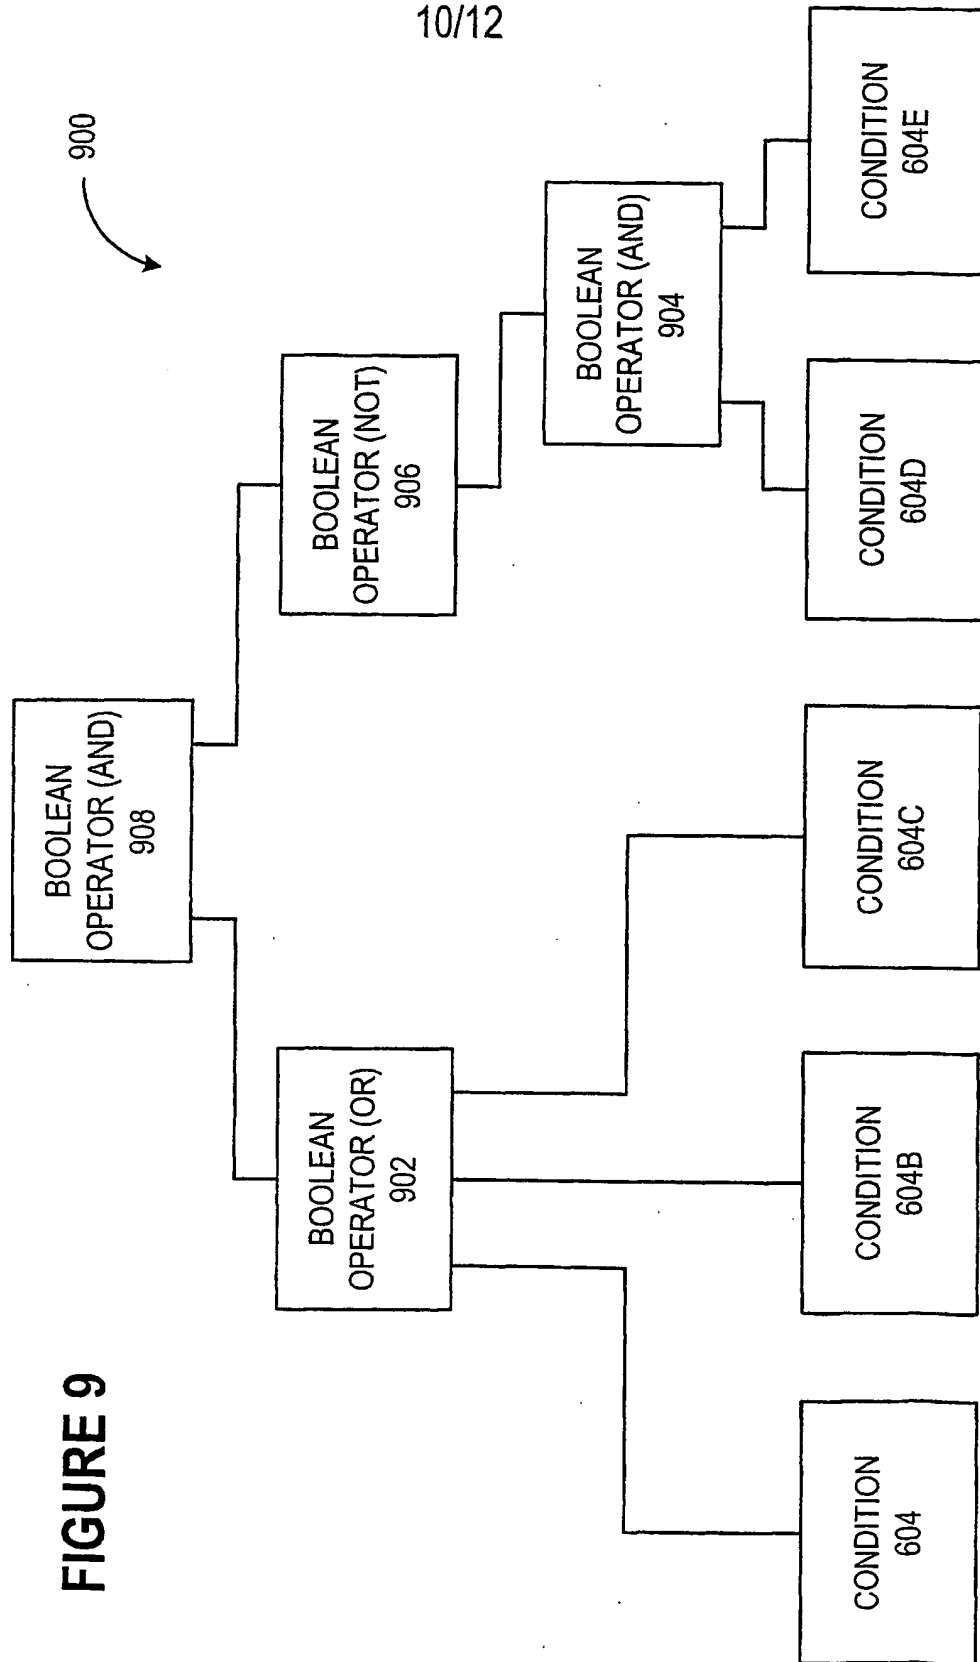 10/12
FIGURE 9
900
BOOLEAN
OPERATOR (AND)
908
BOOLEAN
OPERATOR (OR)
902
BOOLEAN
OPERATOR (NOT)
906
BOOLEAN
OPERATOR (AND)
904
CONDITION
604
CONDITION
604B
CONDITION
604C
CONDITION
604D
CONDITION
604E